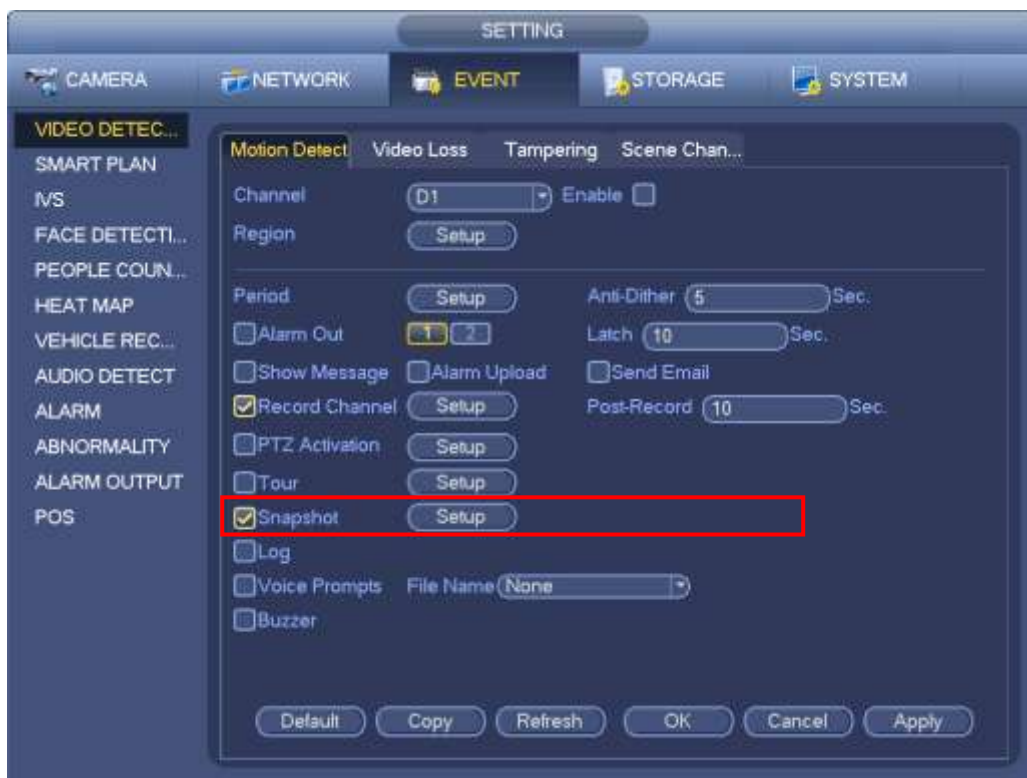 SETTING
CAMERA NETWORK EVENT STORAGE SYSTEM
VIDEO DETEC...
SMART PLAN
IVS
FACE DETECTI...
PEOPLE COUN...
HEAT MAP
VEHICLE REC...
AUDIO DETECT
ALARM
ABNORMALITY
ALARM OUTPUT
POS
Motion Detect Video Loss Tampering Scene Chan...
Channel D1 Enable
Region Setup
Period Setup Anti-Dither 5 Sec.
Alarm Out 1 2 Latch 10 Sec.
Show Message Alarm Upload Send Email
Record Channel Setup Post-Record 10 Sec.
PTZ Activation Setup
Tour Setup
Snapshot Setup
Log
Voice Prompts File Name None
Buzzer
Default Copy Refresh OK Cancel Apply